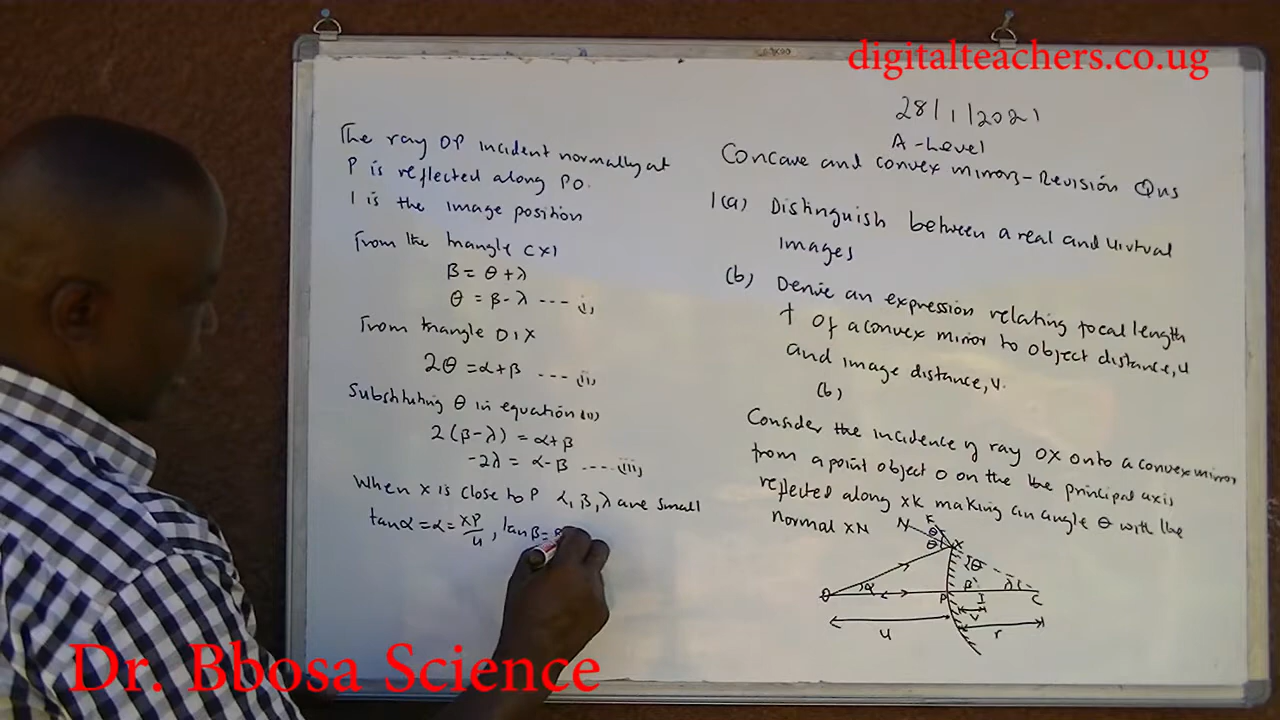 digitalteachers.co.ug
28/1/2021
A-Level
Concave and convex mirrors-Revision Qns
1(a) Distinguish between a real and virtual
images
(b) Derive an expression relating focal length
f of a convex mirror to object distance, u
and image distance, v.
(b)
Consider the incidence of ray OX onto a convex mirror
from a point object O on the the principal axis
reflected along XK making an angle θ with the
normal XN
N
θ
θ
X
2θ
O
α
P
β
I
λ
C
u
v
r
The ray OP incident normally at
P is reflected along PO.
I is the image position
From the triangle CXI
β = θ + λ
θ = β - λ ---- (i)
From triangle OIX
2θ = α + β ---- (ii)
Substituting θ in equation (ii)
2(β-λ) = α+β
-2λ = α-β ---- (iii)
When X is close to P α, β, λ are small
tanα = α = XP/u, tanβ =
Dr. Bbosa Science